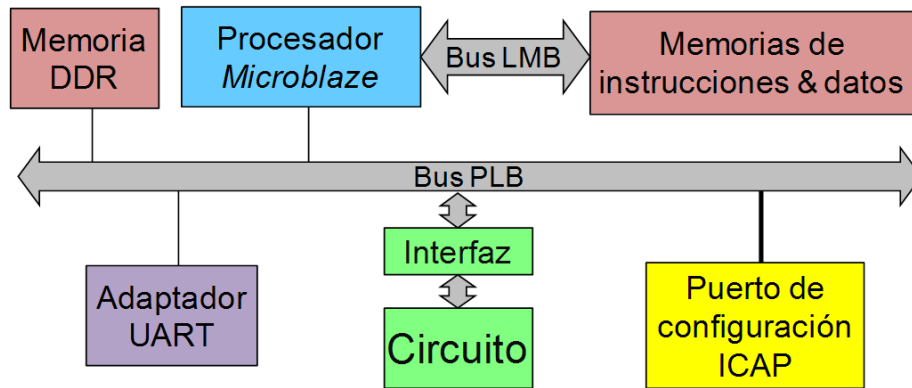 Memoria
DDR
Procesador
Microblaze
Bus LMB
Memorias de
instrucciones & datos
Bus PLB
Adaptador
UART
Interfaz
Circuito
Puerto de
configuración
ICAP